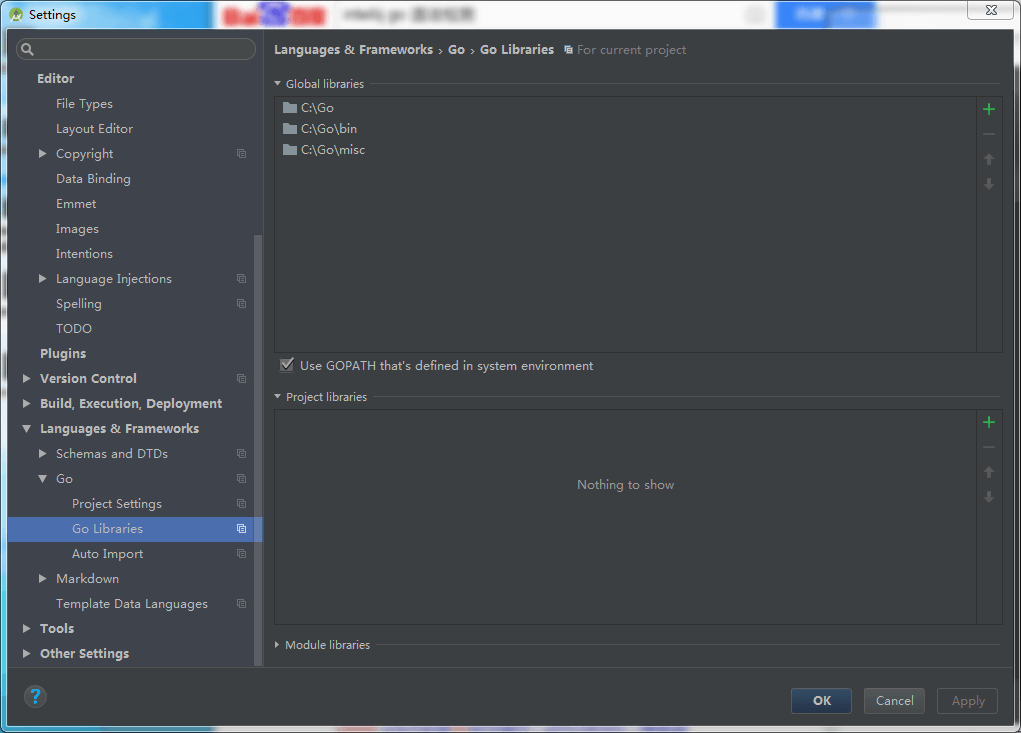 Settings
Editor
File Types
Layout Editor
Copyright
Data Binding
Emmet
Images
Intentions
Language Injections
Spelling
TODO
Plugins
Version Control
Build, Execution, Deployment
Languages & Frameworks
Schemas and DTDs
Go
Project Settings
Go Libraries
Auto Import
Markdown
Template Data Languages
Tools
Other Settings
Languages & Frameworks › Go › Go Libraries For current project
Global libraries
C:\Go
C:\Go\bin
C:\Go\misc
Use GOPATH that's defined in system environment
Project libraries
Nothing to show
Module libraries
?
OK Cancel Apply